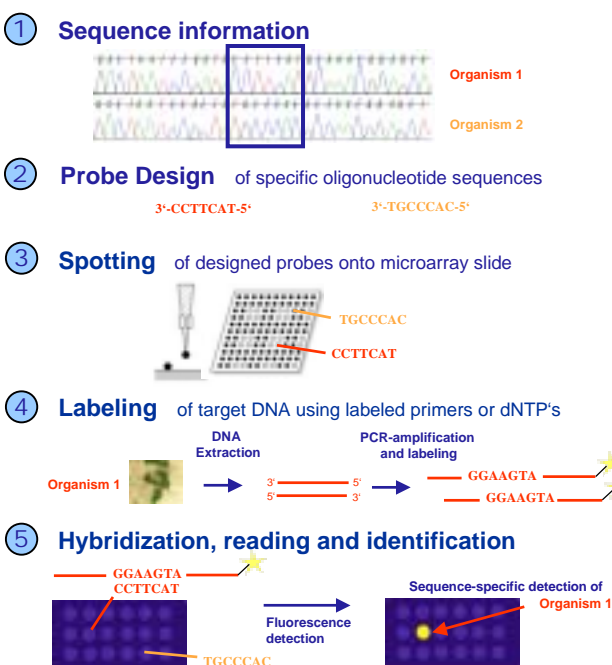 1 Sequence information
Organism 1
Organism 2
2 Probe Design of specific oligonucleotide sequences
3‘-CCTTCAT-5‘
3‘-TGCCCAC-5‘
3 Spotting of designed probes onto microarray slide
TGCCCAC
CCTTCAT
4 Labeling of target DNA using labeled primers or dNTP‘s
DNA
Extraction
PCR-amplification
and labeling
Organism 1
3‘ 5‘
5‘ 3‘
GGAAGTA
GGAAGTA
5 Hybridization, reading and identification
GGAAGTA
CCTTCAT
TGCCCAC
Fluorescence
detection
Sequence-specific detection of
Organism 1